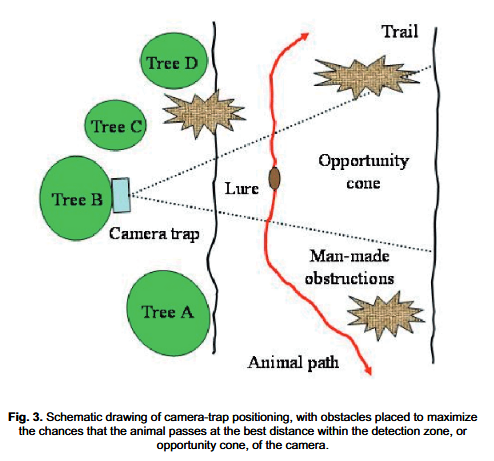 Trail
Tree D
Tree C
Opportunity
cone
Tree B
Lure
Camera trap
Man-made
obstructions
Tree A
Animal path
Fig. 3. Schematic drawing of camera-trap positioning, with obstacles placed to maximize
the chances that the animal passes at the best distance within the detection zone, or
opportunity cone, of the camera.